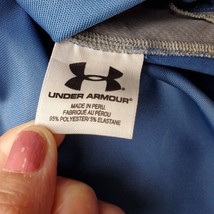 UNDER ARMOUR®
MADE IN PERU
FABRIQUÉ AU PÉROU
95% POLYESTER/5% ELASTANE